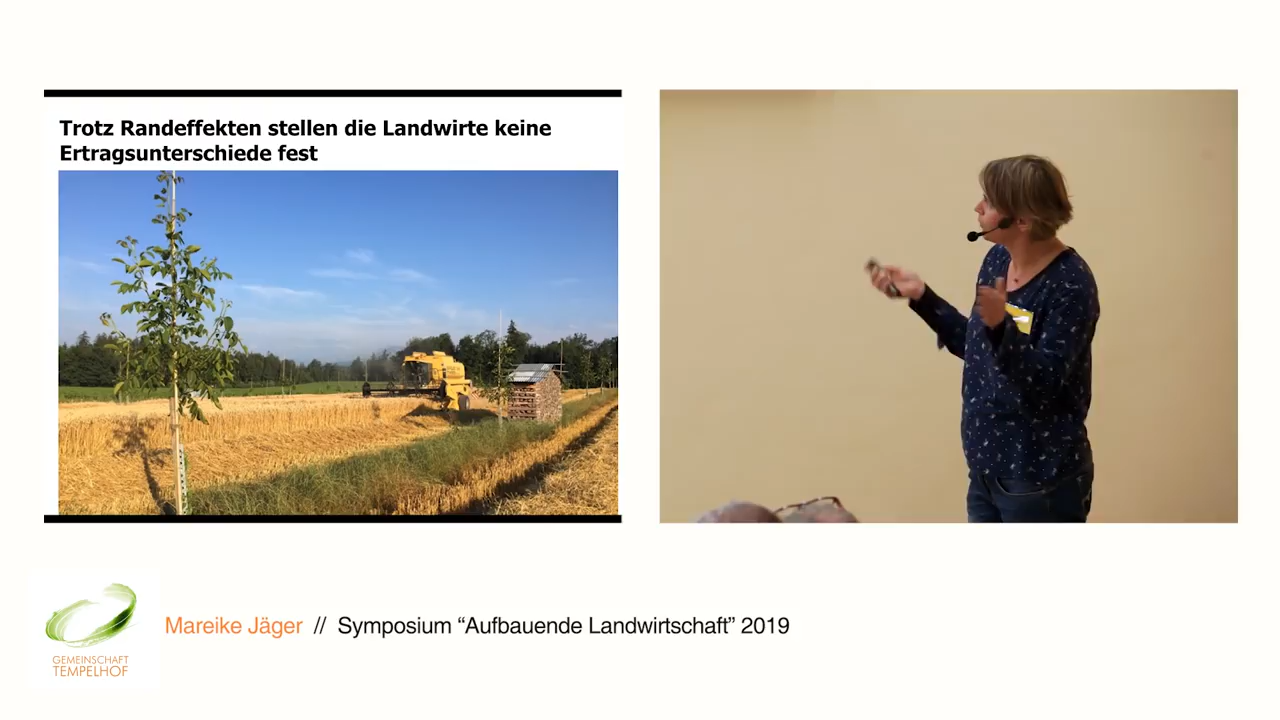 Trotz Randeffekten stellen die Landwirte keine
Ertragsunterschiede fest
Mareike Jäger // Symposium “Aufbauende Landwirtschaft” 2019
GEMEINSCHAFT
TEMPELHOF